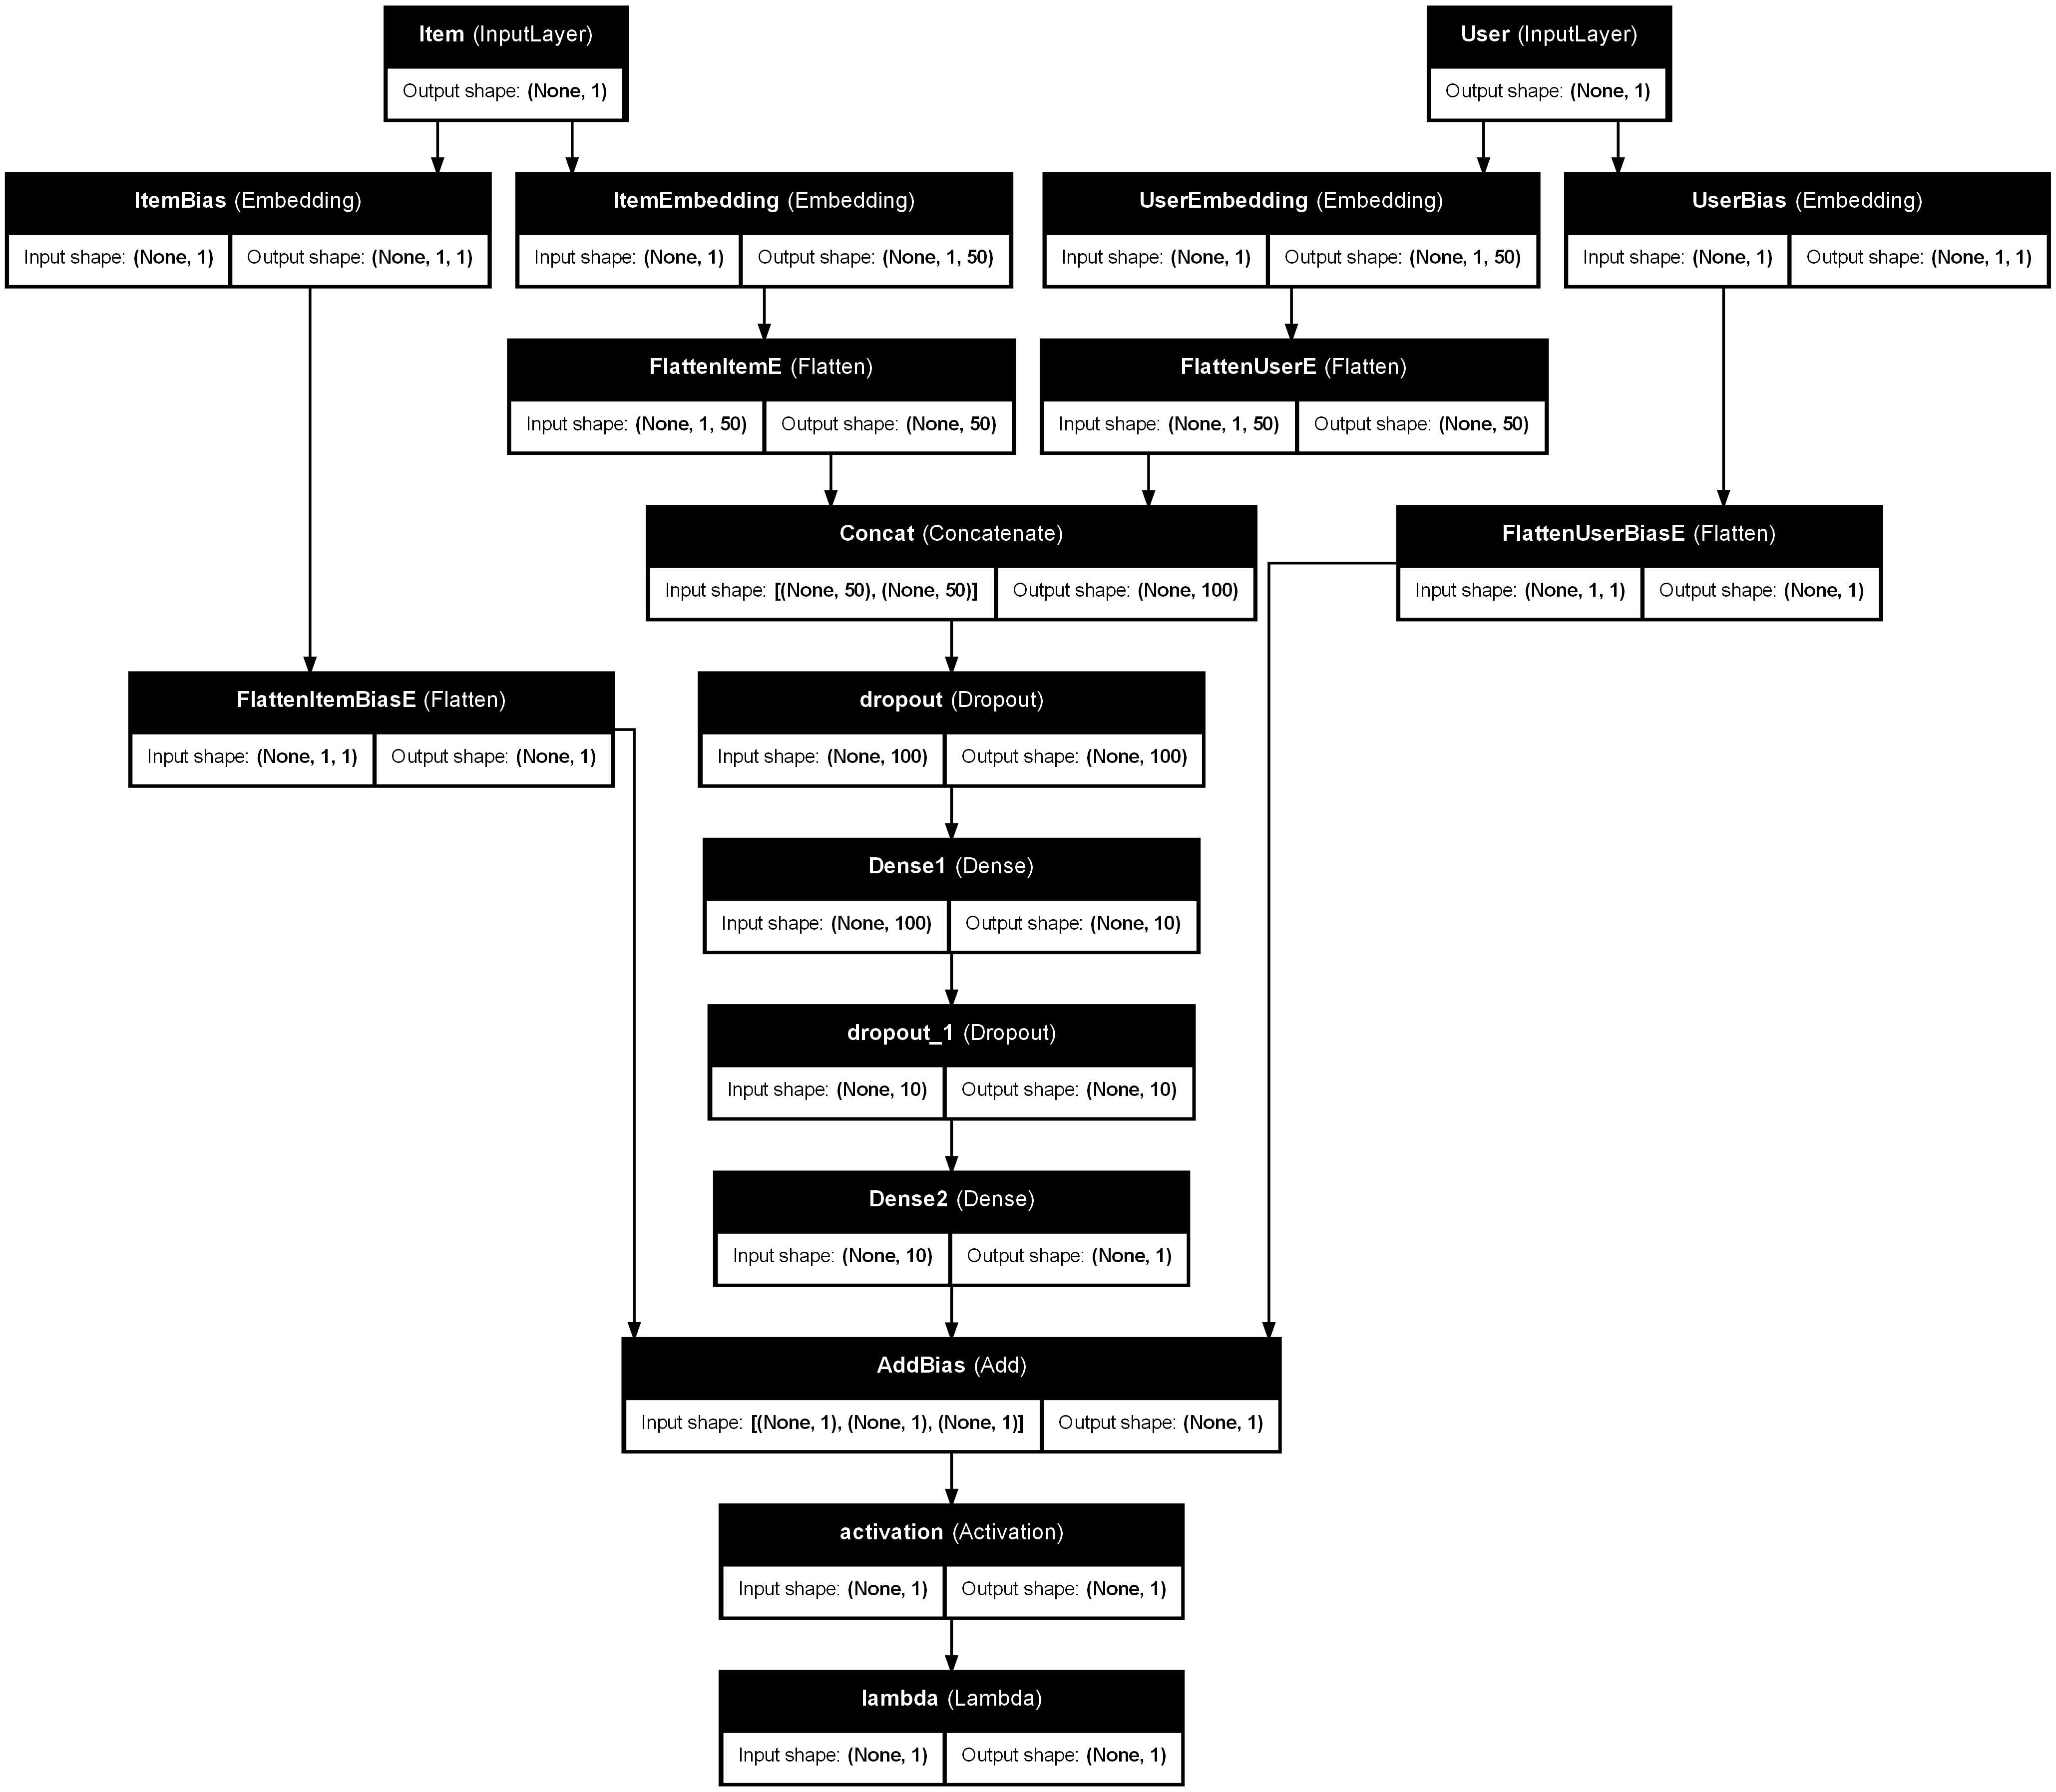 Item (InputLayer)
Output shape: (None, 1)
User (InputLayer)
Output shape: (None, 1)
ItemBias (Embedding)
Input shape: (None, 1) Output shape: (None, 1, 1)
ItemEmbedding (Embedding)
Input shape: (None, 1) Output shape: (None, 1, 50)
UserEmbedding (Embedding)
Input shape: (None, 1) Output shape: (None, 1, 50)
UserBias (Embedding)
Input shape: (None, 1) Output shape: (None, 1, 1)
FlattenItemE (Flatten)
Input shape: (None, 1, 50) Output shape: (None, 50)
FlattenUserE (Flatten)
Input shape: (None, 1, 50) Output shape: (None, 50)
Concat (Concatenate)
Input shape: [(None, 50), (None, 50)] Output shape: (None, 100)
FlattenUserBiasE (Flatten)
Input shape: (None, 1, 1) Output shape: (None, 1)
FlattenItemBiasE (Flatten)
Input shape: (None, 1, 1) Output shape: (None, 1)
dropout (Dropout)
Input shape: (None, 100) Output shape: (None, 100)
Dense1 (Dense)
Input shape: (None, 100) Output shape: (None, 10)
dropout_1 (Dropout)
Input shape: (None, 10) Output shape: (None, 10)
Dense2 (Dense)
Input shape: (None, 10) Output shape: (None, 1)
AddBias (Add)
Input shape: [(None, 1), (None, 1), (None, 1)] Output shape: (None, 1)
activation (Activation)
Input shape: (None, 1) Output shape: (None, 1)
lambda (Lambda)
Input shape: (None, 1) Output shape: (None, 1)